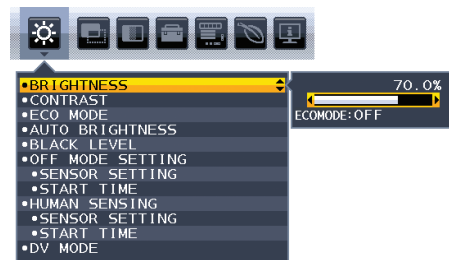 •BRIGHTNESS
•CONTRAST
•ECO MODE
•AUTO BRIGHTNESS
•BLACK LEVEL
•OFF MODE SETTING
•SENSOR SETTING
•START TIME
•HUMAN SENSING
•SENSOR SETTING
•START TIME
•DV MODE
70.0%
ECOMODE:OFF